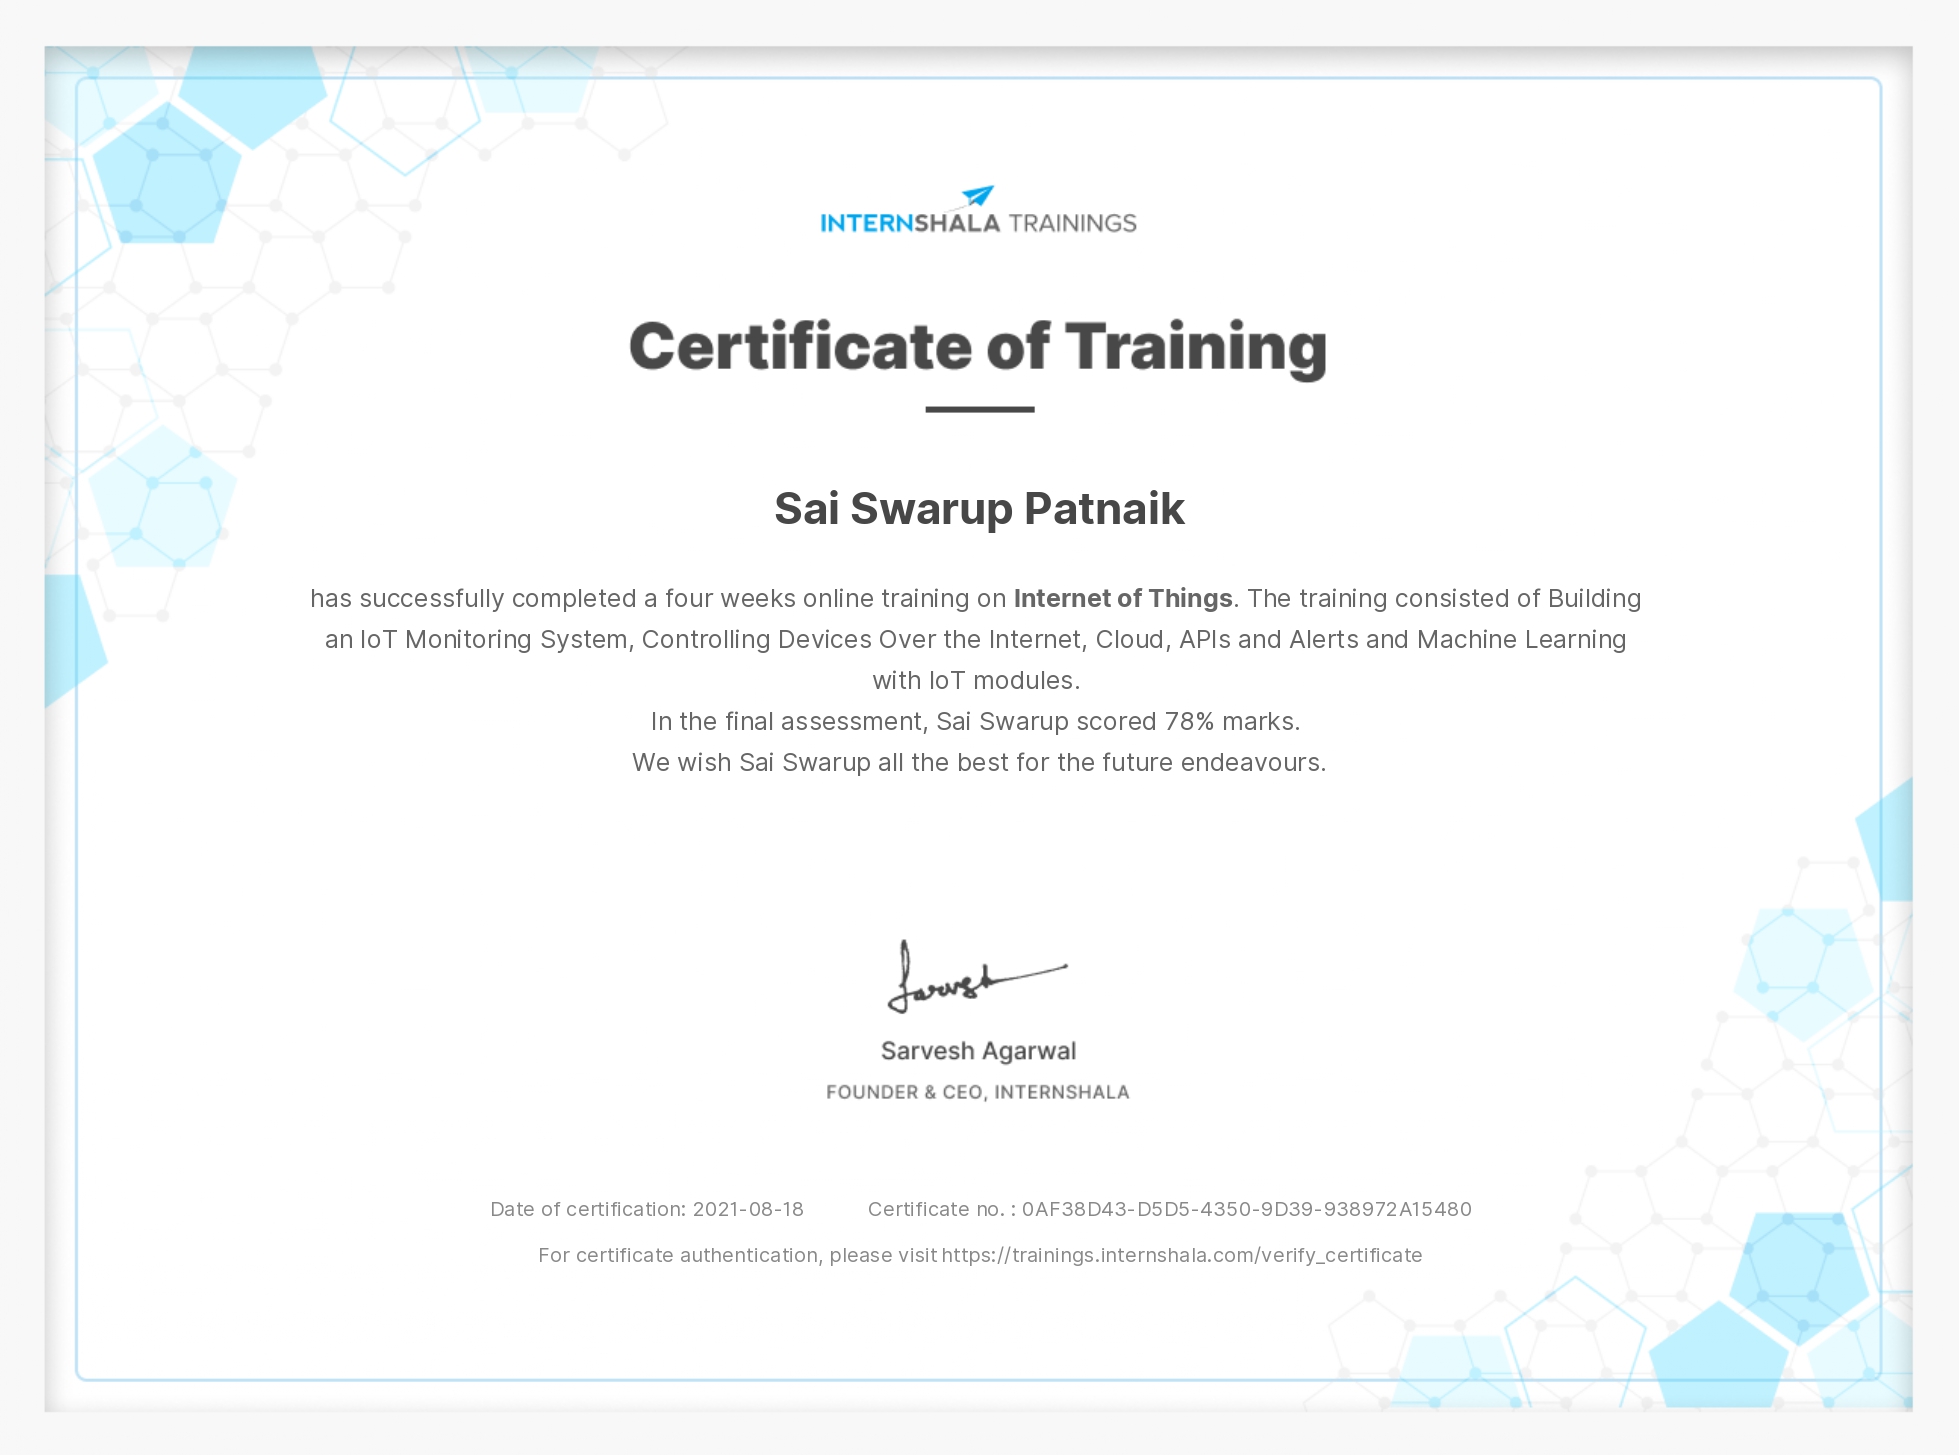 INTERNSHALA TRAININGS
Certificate of Training
Sai Swarup Patnaik
has successfully completed a four weeks online training on Internet of Things. The training consisted of Building
an IoT Monitoring System, Controlling Devices Over the Internet, Cloud, APIs and Alerts and Machine Learning
with IoT modules.
In the final assessment, Sai Swarup scored 78% marks.
We wish Sai Swarup all the best for the future endeavours.
Sarvesh
Sarvesh Agarwal
FOUNDER & CEO, INTERNSHALA
Date of certification: 2021-08-18 Certificate no. : 0AF38D43-D5D5-4350-9D39-938972A15480
For certificate authentication, please visit https://trainings.internshala.com/verify_certificate